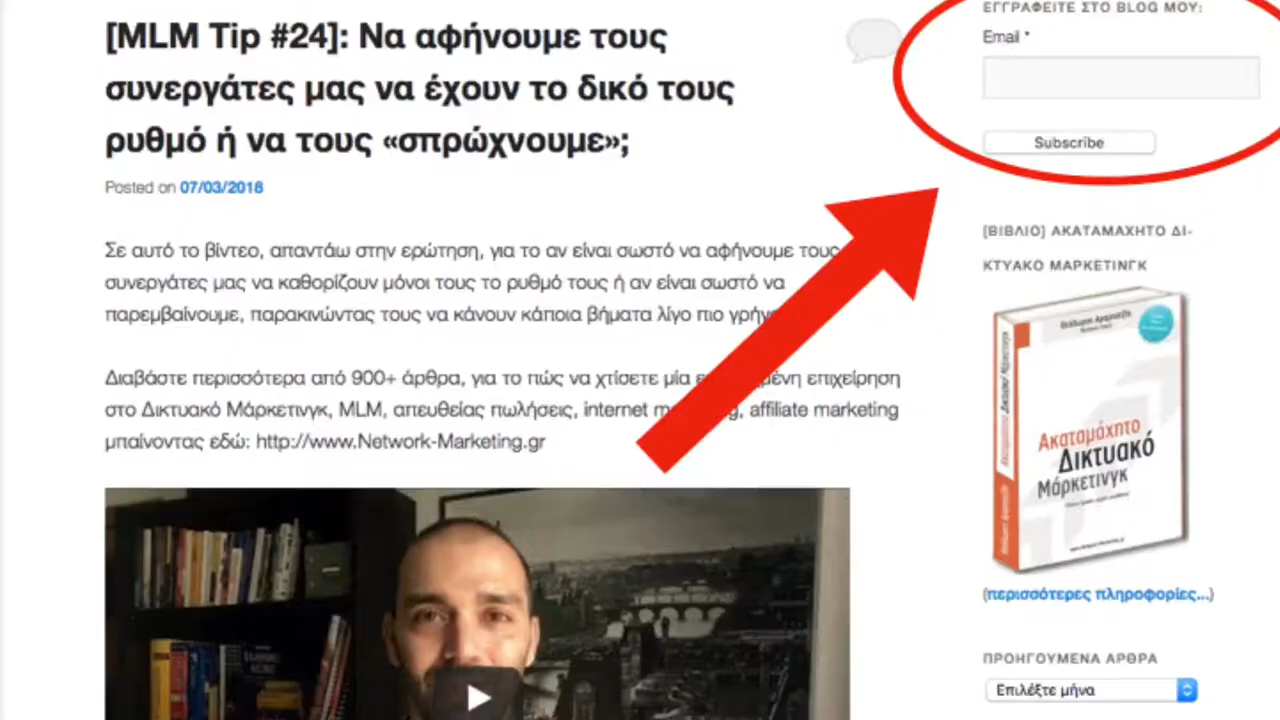 [MLM Tip #24]: Να αφήνουμε τους
συνεργάτες μας να έχουν το δικό τους
ρυθμό ή να τους «σπρώχνουμε»;
Posted on 07/03/2018
Σε αυτό το βίντεο, απαντάω στην ερώτηση, για το αν είναι σωστό να αφήνουμε τους
συνεργάτες μας να καθορίζουν μόνοι τους το ρυθμό τους ή αν είναι σωστό να
παρεμβαίνουμε, παρακινώντας τους να κάνουν κάποια βήματα λίγο πιο
Διαβάστε περισσότερα από 900+ άρθρα, για το πώς να χτίσετε μία επιχείρηση
στο Δικτυακό Μάρκετινγκ, MLM, απευθείας πωλήσεις, internet affiliate marketing
μπαίνοντας εδώ: http://www.Network-Marketing.gr
ΕΓΓΡΑΦΕΙΤΕ ΣΤΟ BLOG ΜΟΥ:
Email *
Subscribe
[ΒΙΒΛΙΟ] ΑΚΑΤΑΜΑΧΗΤΟ ΔΙ-
ΚΤΥΑΚΟ ΜΑΡΚΕΤΙΝΓΚ
Ακαταμάχητο
Δικτυακό
Μάρκετινγκ
(περισσότερες πληροφορίες...)
ΠΡΟΗΓΟΥΜΕΝΑ ΑΡΘΡΑ
Επιλέξτε μήνα